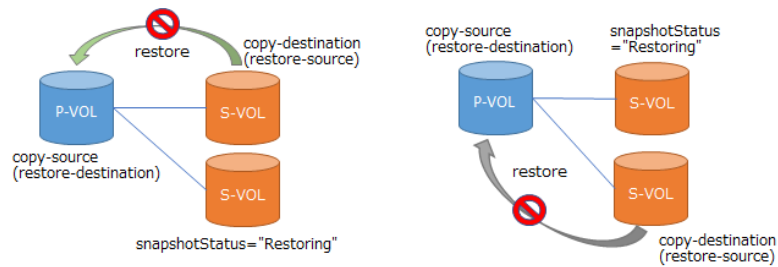 restore
copy-destination
(restore-source)
P-VOL
S-VOL
copy-source
(restore-destination)
S-VOL
snapshotStatus="Restoring"
copy-source
(restore-destination)
snapshotStatus
="Restoring"
P-VOL
S-VOL
restore
S-VOL
copy-destination
(restore-source)